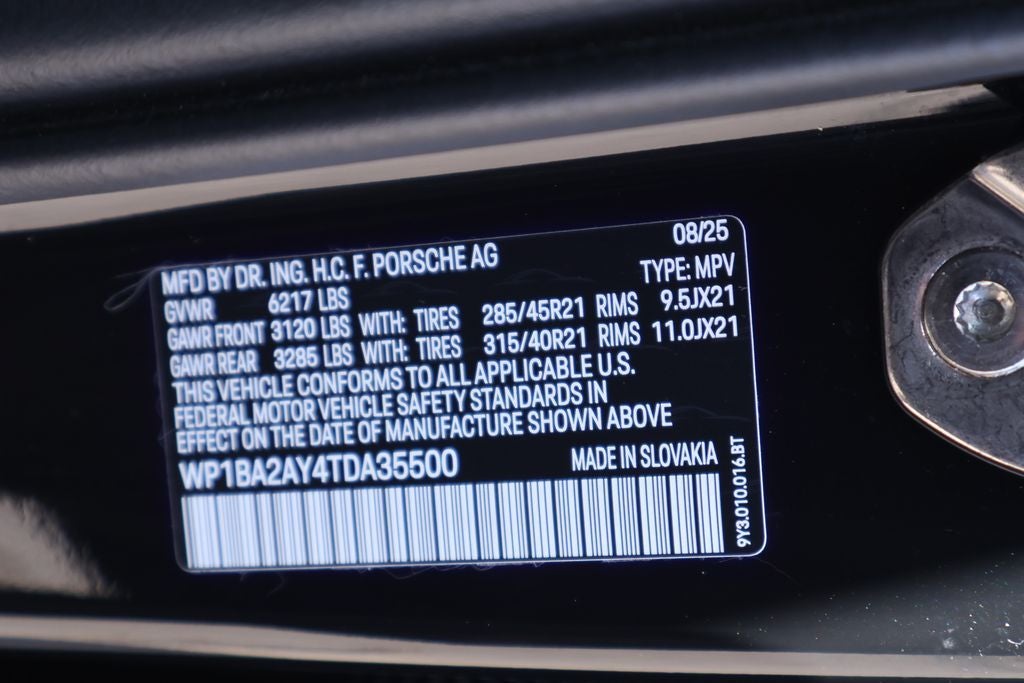 08/25
MFD BY DR. ING. H.C. F. PORSCHE AG
TYPE: MPV
GVWR 6217 LBS
GAWR FRONT 3120 LBS WITH: TIRES 285/45R21 RIMS 9.5JX21
GAWR REAR 3285 LBS WITH: TIRES 315/40R21 RIMS 11.0JX21
THIS VEHICLE CONFORMS TO ALL APPLICABLE U.S.
FEDERAL MOTOR VEHICLE SAFETY STANDARDS IN
EFFECT ON THE DATE OF MANUFACTURE SHOWN ABOVE
WP1BA2AY4TDA35500 MADE IN SLOVAKIA
9Y3.010.016.BT